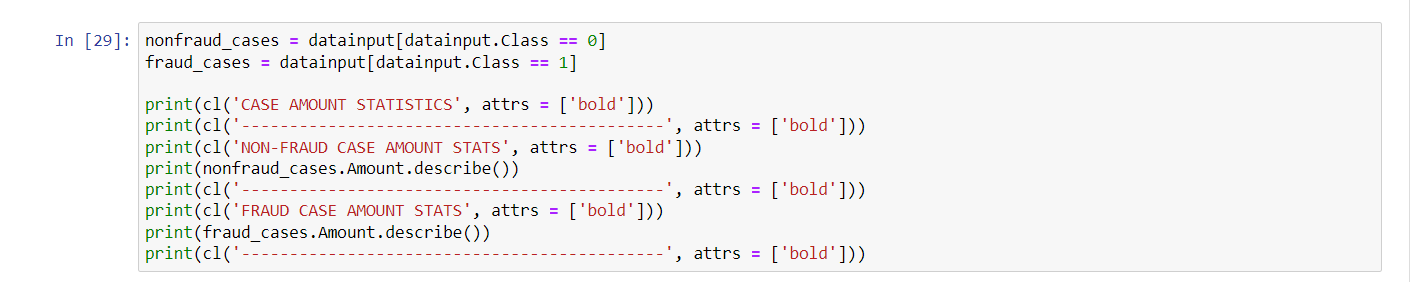 In [29]: nonfraud_cases = datainput[datainput.Class == 0]
fraud_cases = datainput[datainput.Class == 1]
print(cl('CASE AMOUNT STATISTICS', attrs = ['bold']))
print(cl('--------------------------------------------', attrs = ['bold']))
print(cl('NON-FRAUD CASE AMOUNT STATS', attrs = ['bold']))
print(nonfraud_cases.Amount.describe())
print(cl('--------------------------------------------', attrs = ['bold']))
print(cl('FRAUD CASE AMOUNT STATS', attrs = ['bold']))
print(fraud_cases.Amount.describe())
print(cl('--------------------------------------------', attrs = ['bold']))